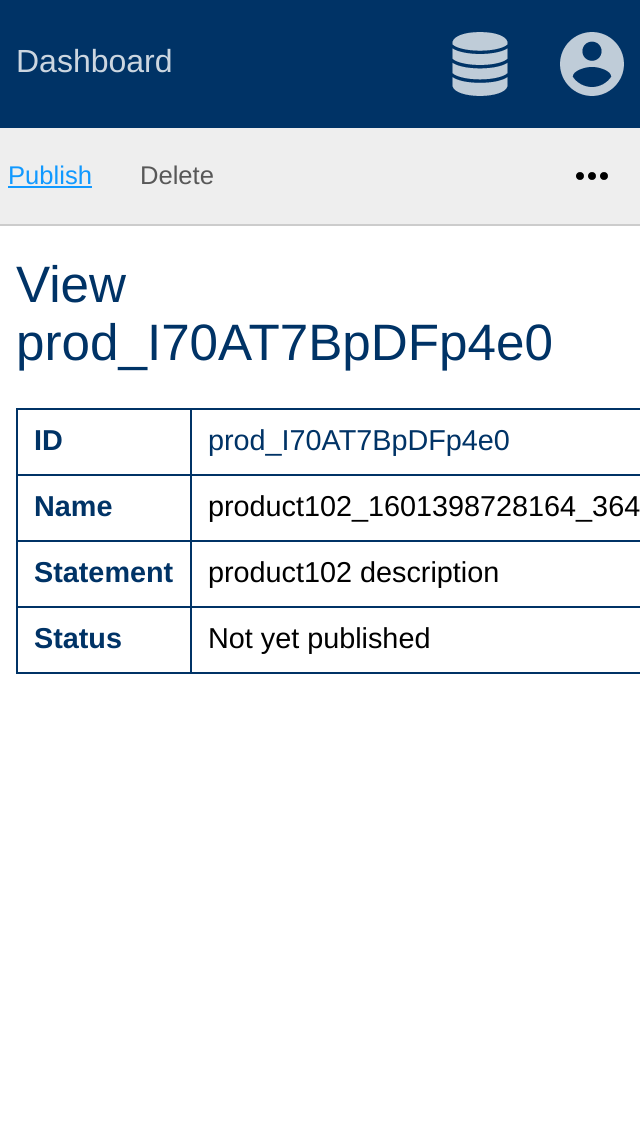 Dashboard
Publish Delete
View
prod_I70AT7BpDFp4e0
ID prod_I70AT7BpDFp4e0
Name product102_1601398728164_364
Statement product102 description
Status Not yet published